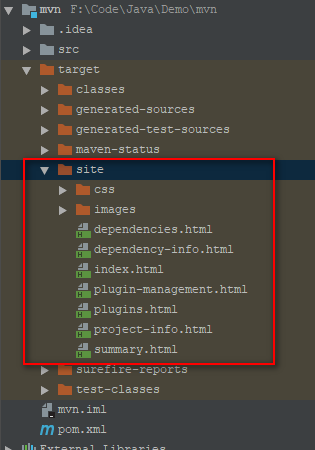 mvn F:\Code\Java\Demo\mvn
.idea
src
target
classes
generated-sources
generated-test-sources
maven-status
site
css
images
dependencies.html
dependency-info.html
index.html
plugin-management.html
plugins.html
project-info.html
summary.html
surefire-reports
test-classes
mvn.iml
pom.xml
External Libraries